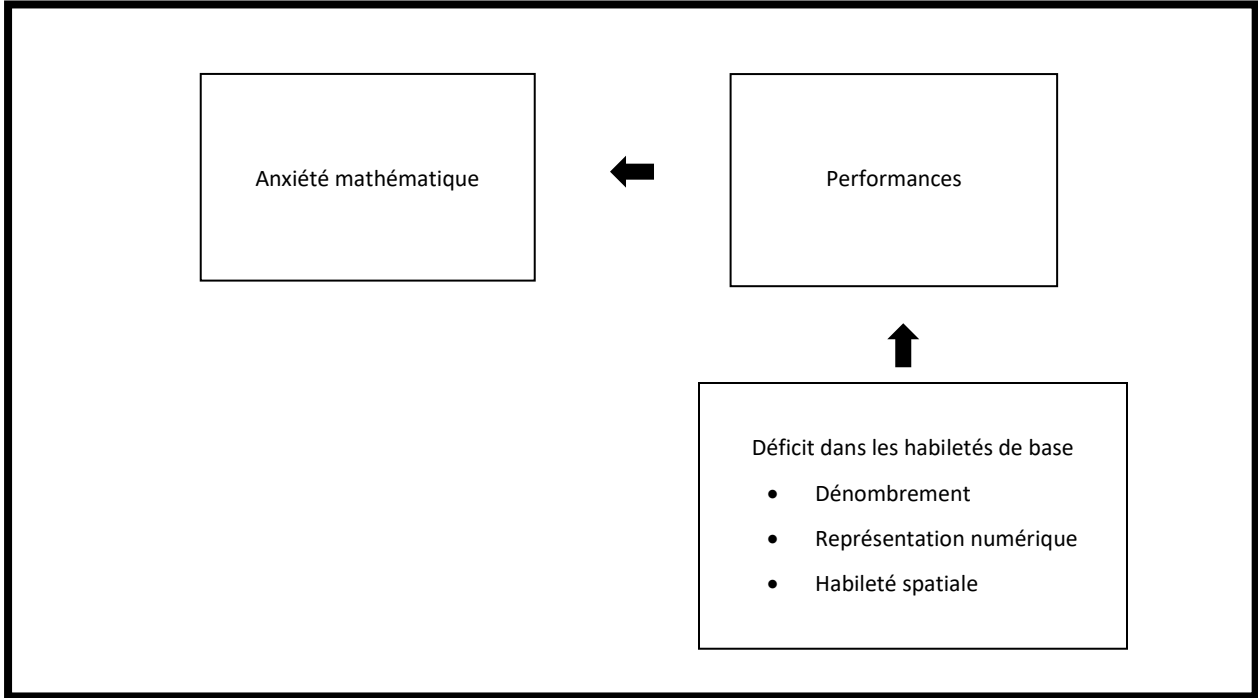 Anxiété mathématique
Performances
Déficit dans les habiletés de base
• Dénombrement
• Représentation numérique
• Habileté spatiale